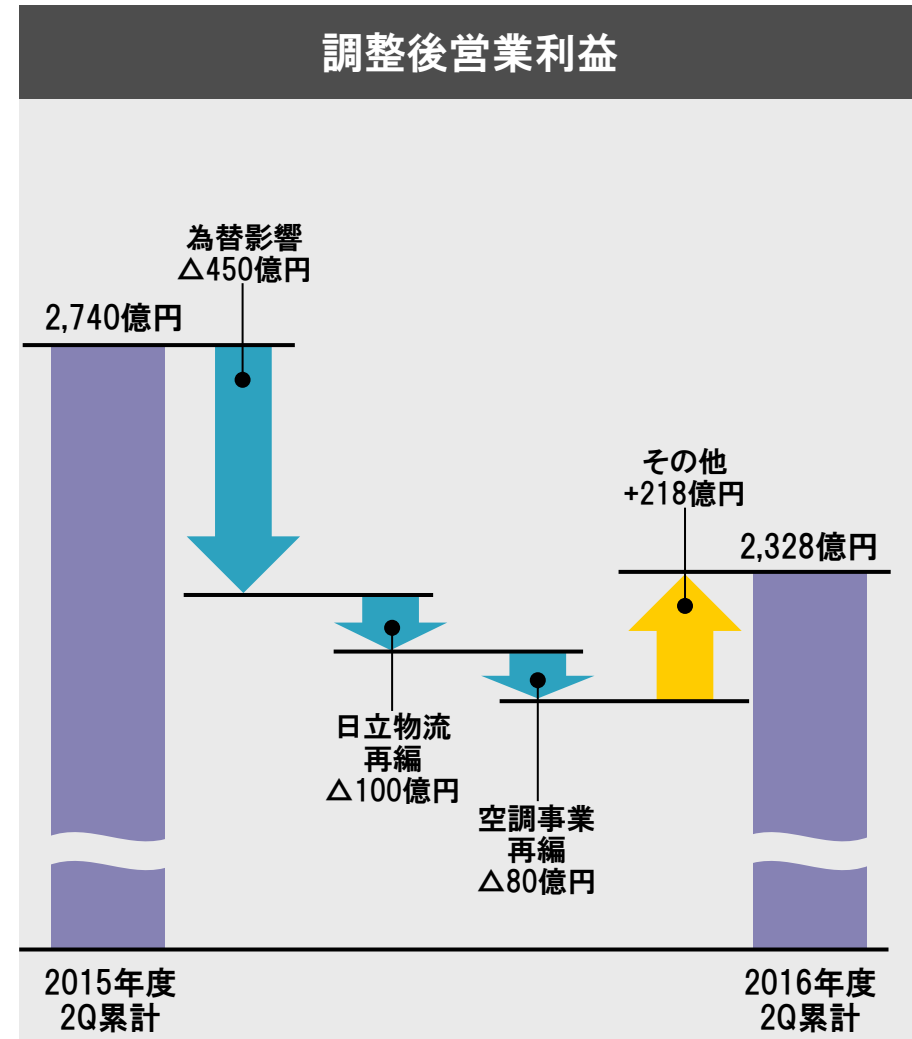 調整後営業利益
為替影響
△450億円
2,740億円
その他
+218億円
2,328億円
日立物流
再編
△100億円
空調事業
再編
△80億円
2015年度
2Q累計
2016年度
2Q累計